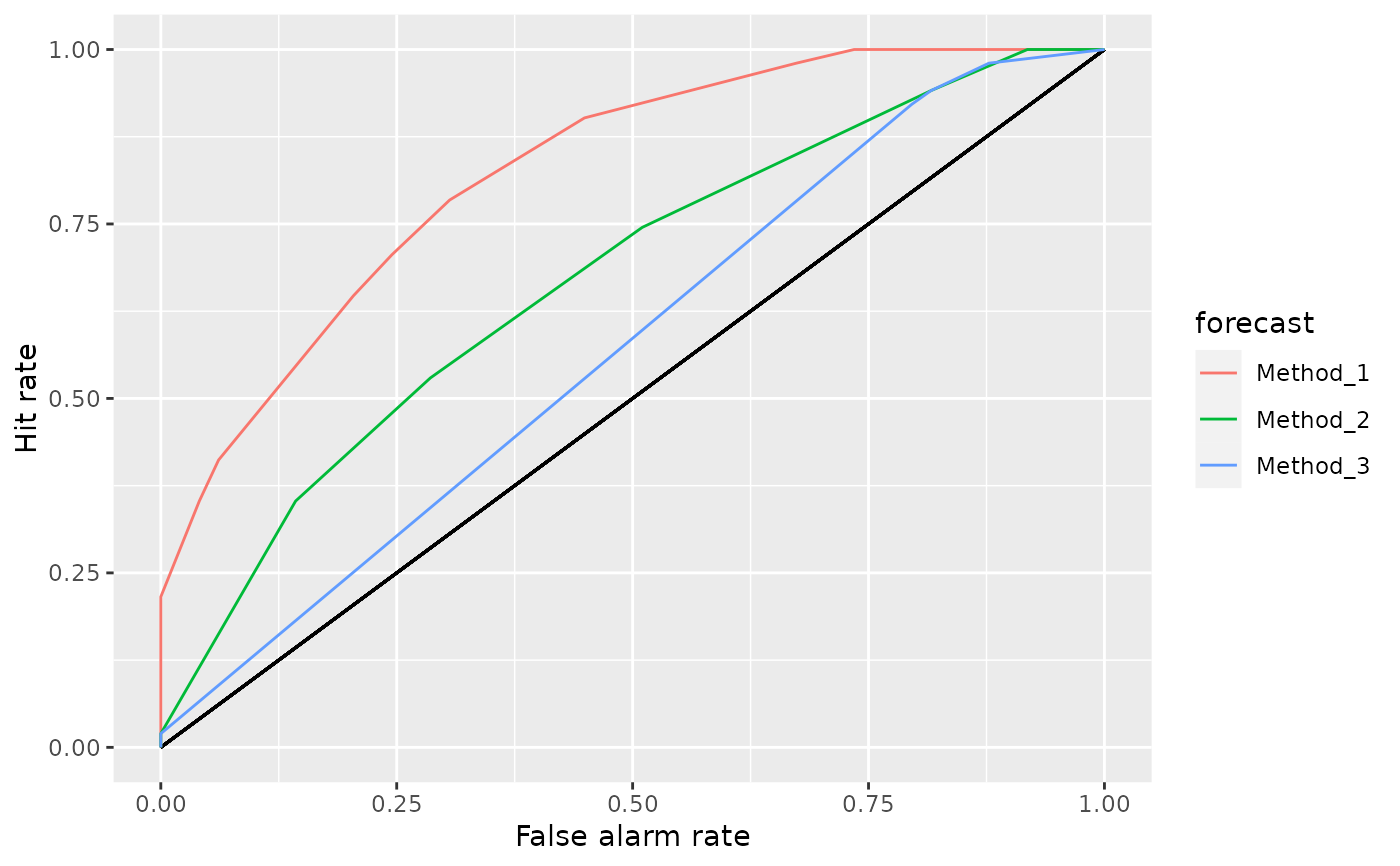 1.00
0.75
0.50
0.25
0.00
Hit rate
0.00 0.25 0.50 0.75 1.00
False alarm rate
forecast
Method_1
Method_2
Method_3